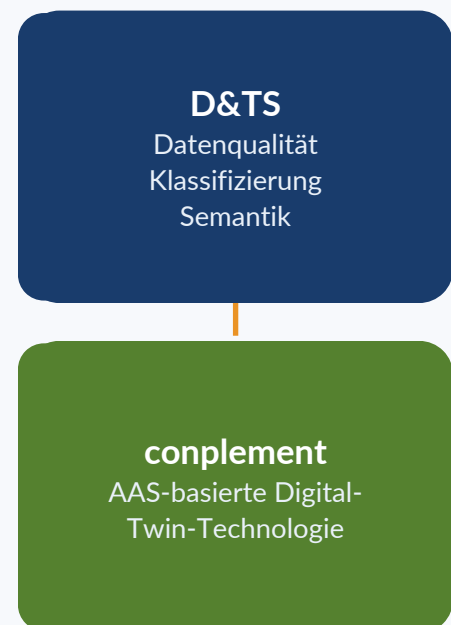 D&TS
Datenqualität
Klassifizierung
Semantik
conplement
AAS-basierte Digital-
Twin-Technologie